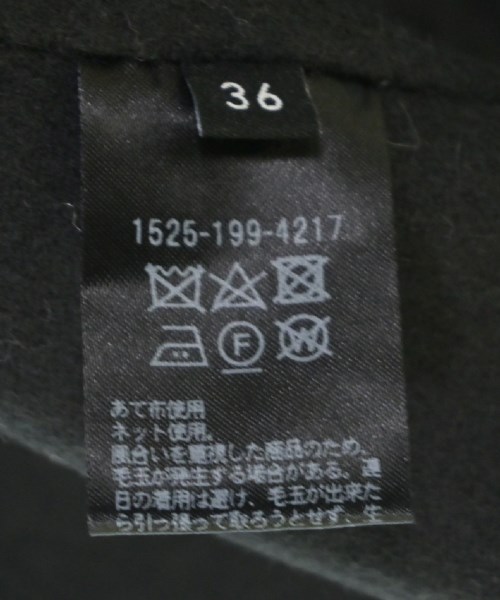 36
1525-199-4217
F W
あて布使用
ネット使用。
風合いを重視した商品のため、
毛玉が発生する場合がある。連
日の着用は避け、毛玉が出来た
ら引っ張って取ろうとせず、生